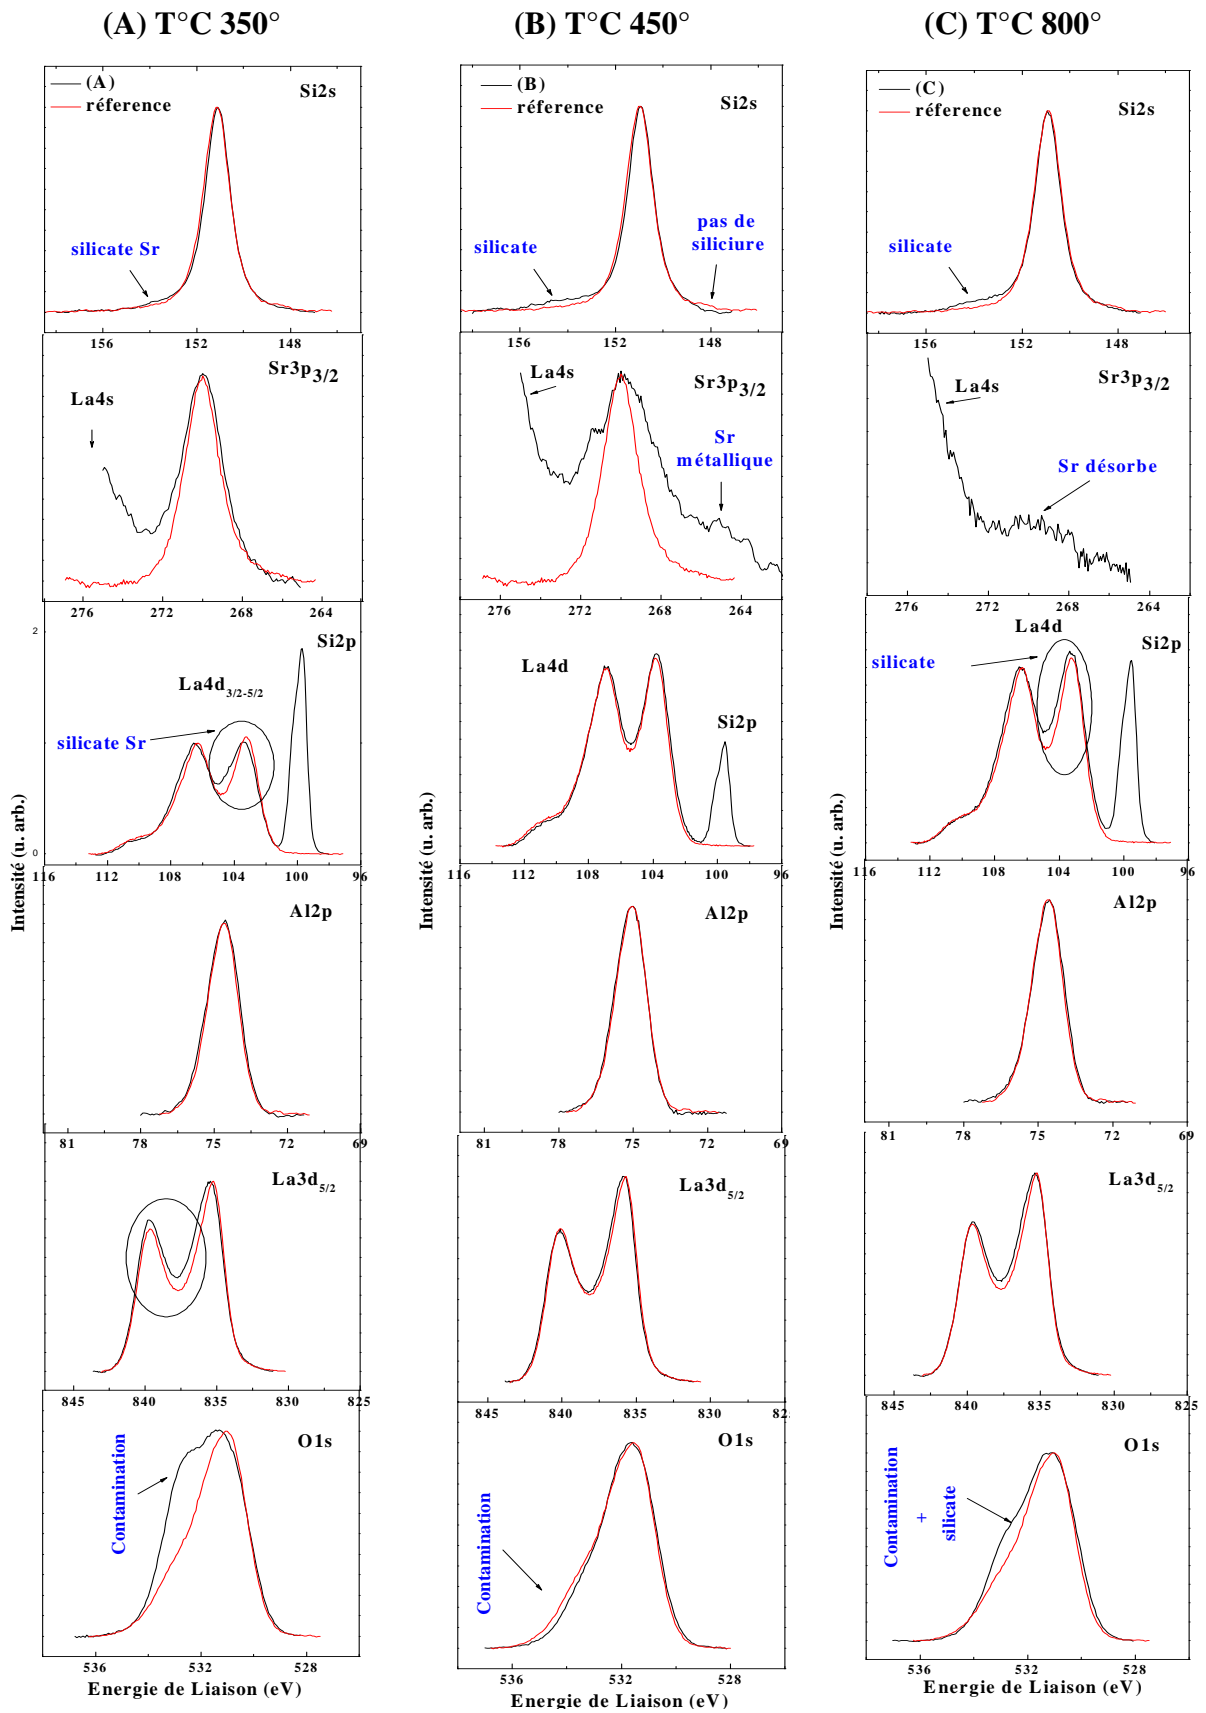 (A) T°C 350°
(A)
réference
Si2s
silicate Sr
156 152 148
Sr3p3/2
La4s
276 272 268 264
2
Si2p
La4d3/2-5/2
silicate Sr
0
116 112 108 104 100 96
Al2p
81 78 75 72 69
La3d5/2
845 840 835 830 825
O1s
Contamination
536 532 528
Energie de Liaison (eV)
Intensité (u. arb.)
(B) T°C 450°
(B)
réference
Si2s
pas de
siliciure
silicate
156 152 148
La4s
Sr3p3/2
Sr
métallique
276 272 268 264
La4d
Si2p
116 112 108 104 100 96
Al2p
81 78 75 72 69
La3d5/2
845 840 835 830 825
O1s
Contamination
536 532 528
Energie de Liaison (eV)
Intensité (u. arb.)
(C) T°C 800°
(C)
réference
Si2s
silicate
156 152 148
La4s
Sr3p3/2
Sr désorbe
276 272 268 264
La4d
Si2p
silicate
116 112 108 104 100 96
Al2p
81 78 75 72 69
La3d5/2
845 840 835 830 825
O1s
Contamination
+
silicate
536 532 528
Energie de Liaison (eV)
Intensité (u. arb.)